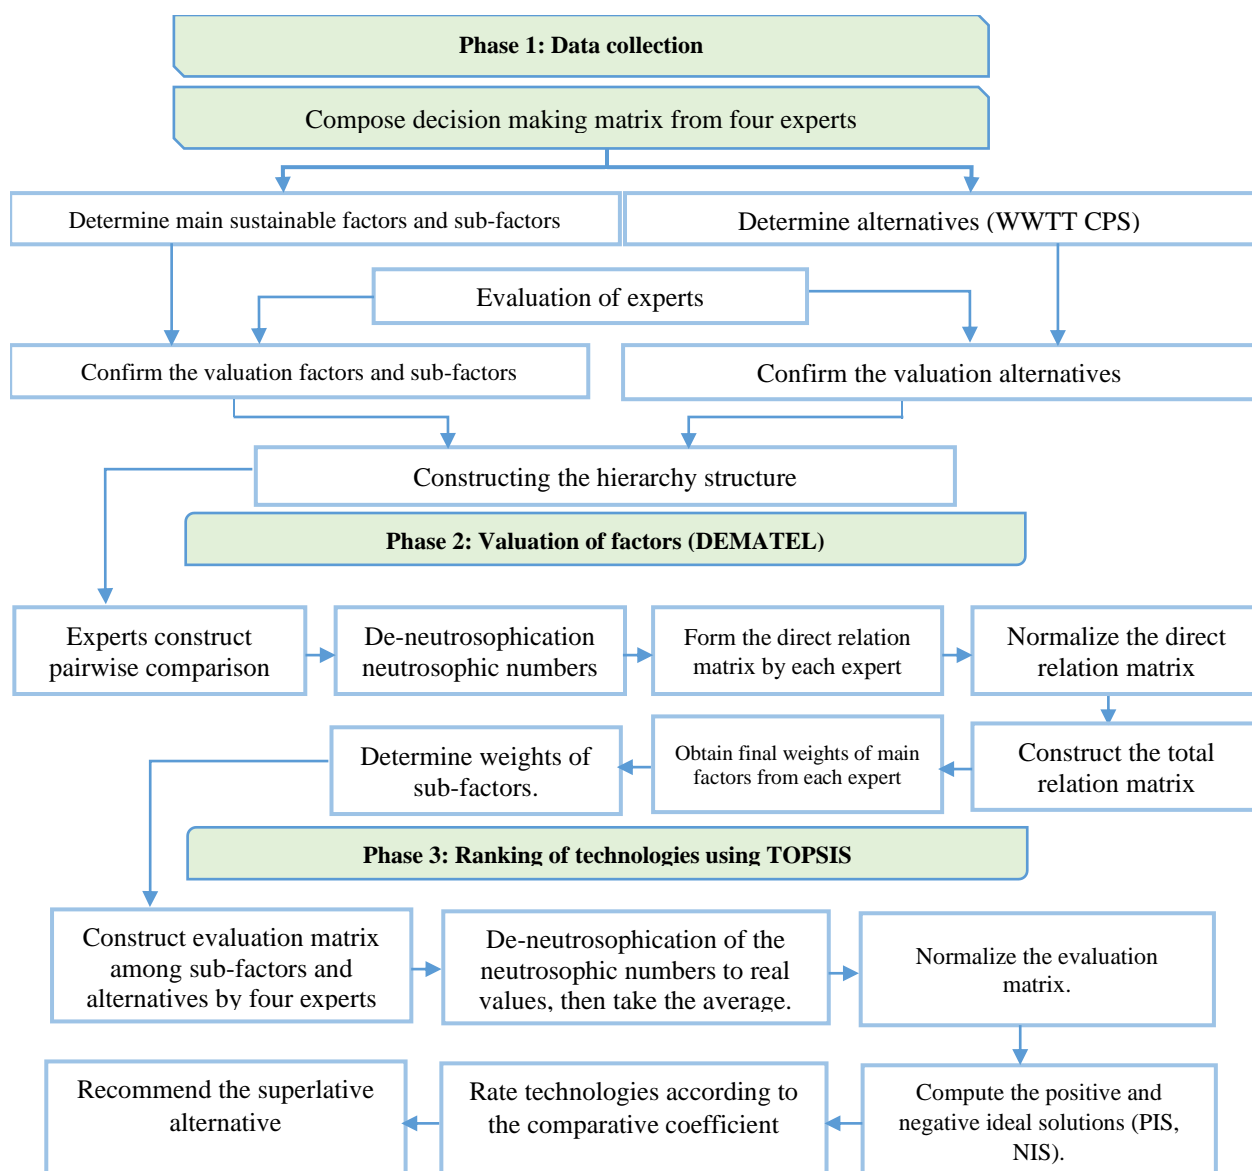 Phase 1: Data collection
Compose decision making matrix from four experts
Determine main sustainable factors and sub-factors
Determine alternatives (WWTT CPS)
Evaluation of experts
Confirm the valuation factors and sub-factors
Confirm the valuation alternatives
Constructing the hierarchy structure
Phase 2: Valuation of factors (DEMATEL)
Experts construct
pairwise comparison
De-neutrosophication
neutrosophic numbers
Form the direct relation
matrix by each expert
Normalize the direct
relation matrix
Construct the total
relation matrix
Obtain final weights of main
factors from each expert
Determine weights of
sub-factors.
Phase 3: Ranking of technologies using TOPSIS
Construct evaluation matrix
among sub-factors and
alternatives by four experts
De-neutrosophication of the
neutrosophic numbers to real
values, then take the average.
Normalize the evaluation
matrix.
Compute the positive and
negative ideal solutions (PIS,
NIS).
Rate technologies according to
the comparative coefficient
Recommend the superlative
alternative